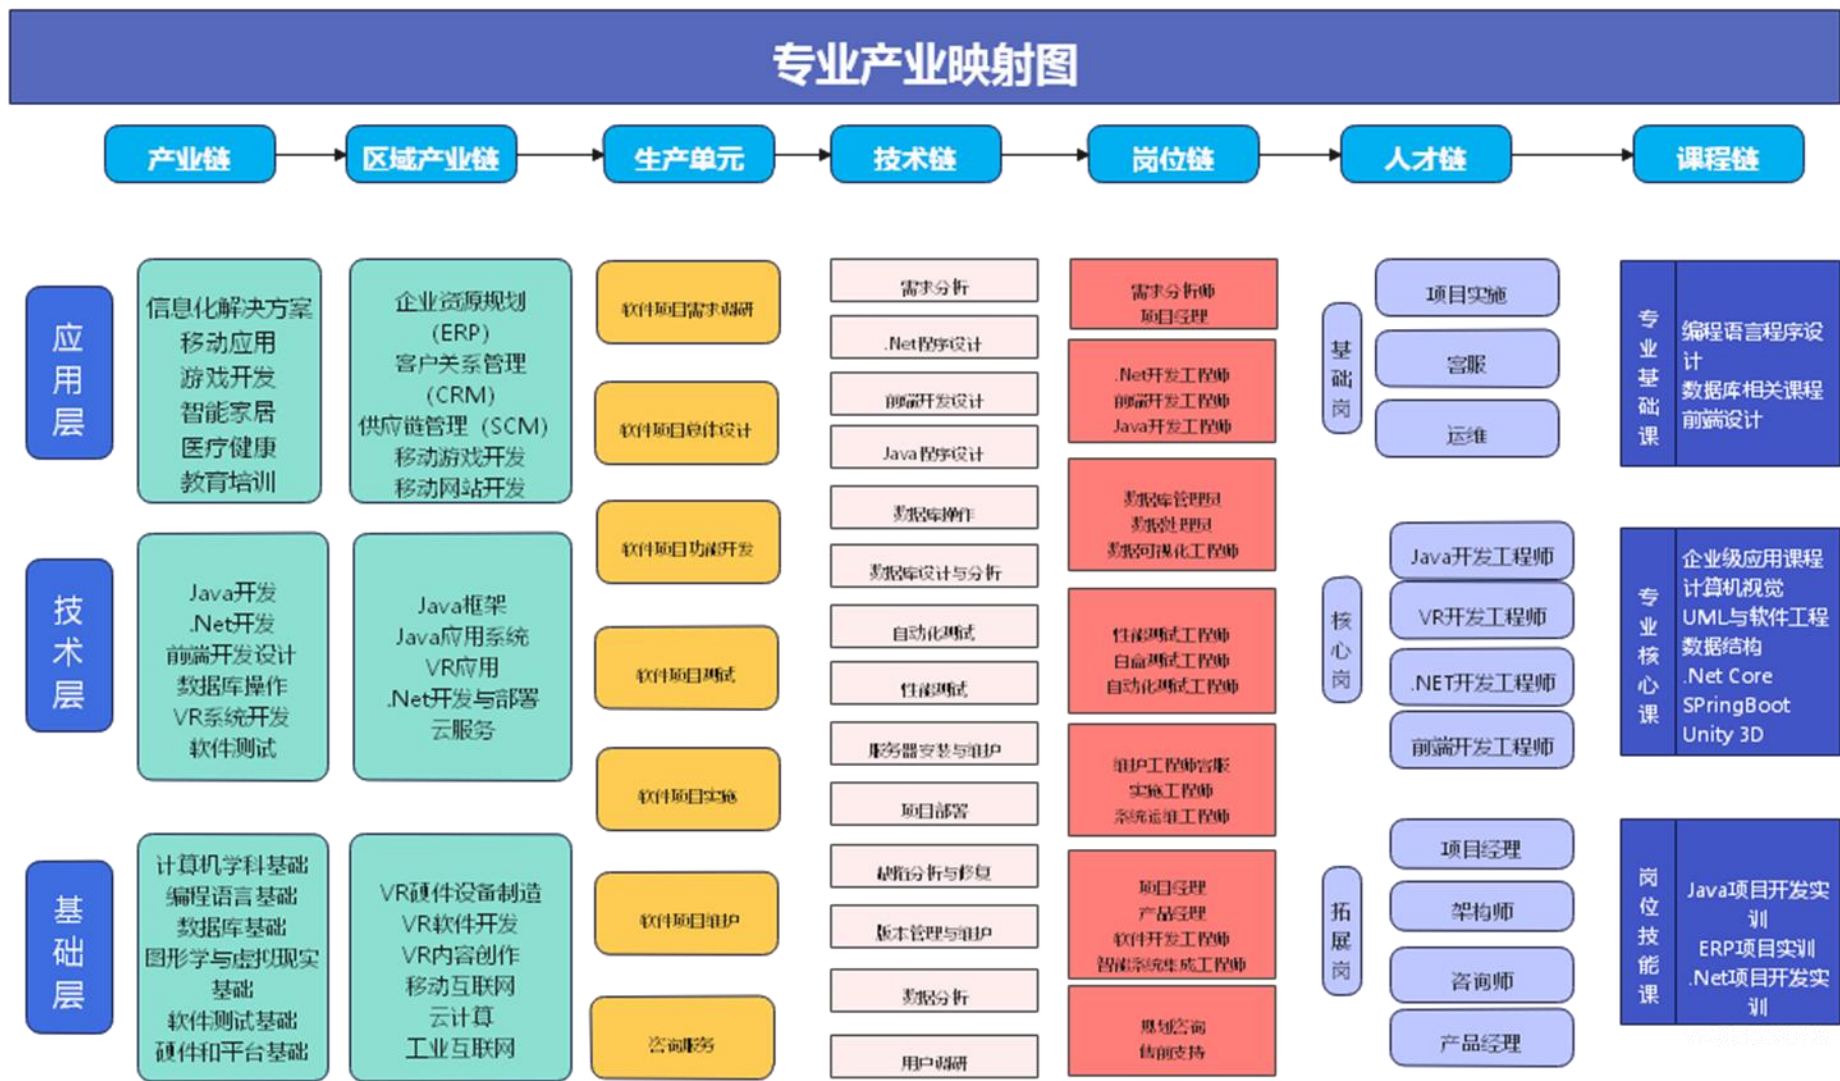 专业产业映射图
产业链
区域产业链
生产单元
技术链
岗位链
人才链
课程链
应用层
信息化解决方案
移动应用
游戏开发
智能家居
医疗健康
教育培训
企业资源规划
(ERP)
客户关系管理
(CRM)
供应链管理（SCM）
移动游戏开发
移动网站开发
技术层
Java开发
.Net开发
前端开发设计
数据库操作
VR系统开发
软件测试
Java框架
Java应用系统
VR应用
.Net开发与部署
云服务
基础层
计算机学科基础
编程语言基础
数据库基础
图形学与虚拟现实
基础
软件测试基础
硬件和平台基础
VR硬件设备制造
VR软件开发
VR内容创作
移动互联网
云计算
工业互联网
软件项目需求调研
软件项目总体设计
软件项目功能开发
软件项目测试
软件项目实施
软件项目维护
咨询服务
需求分析
.Net程序设计
前端开发设计
Java程序设计
数据库操作
数据库设计与分析
自动化测试
性能测试
服务器安装与维护
项目部署
缺陷分析与修复
版本管理与维护
数据分析
用户调研
需求分析师
项目经理
.Net开发工程师
前端开发工程师
Java开发工程师
数据库管理员
数据处理员
数据可视化工程师
性能测试工程师
白盒测试工程师
自动化测试工程师
维护工程师客服
实施工程师
系统运维工程师
项目经理
产品经理
软件开发工程师
智能系统集成工程师
规划咨询
售前支持
基础岗
项目实施
客服
运维
核心岗
Java开发工程师
VR开发工程师
.NET开发工程师
前端开发工程师
拓展岗
项目经理
架构师
咨询师
产品经理
专业基础课
编程语言程序设
计
数据库相关课程
前端设计
专业核心课
企业级应用课程
计算机视觉
UML与软件工程
数据结构
.Net Core
SPringBoot
Unity 3D
岗位技能课
Java项目开发实
训
ERP项目实训
.Net项目开发实
训